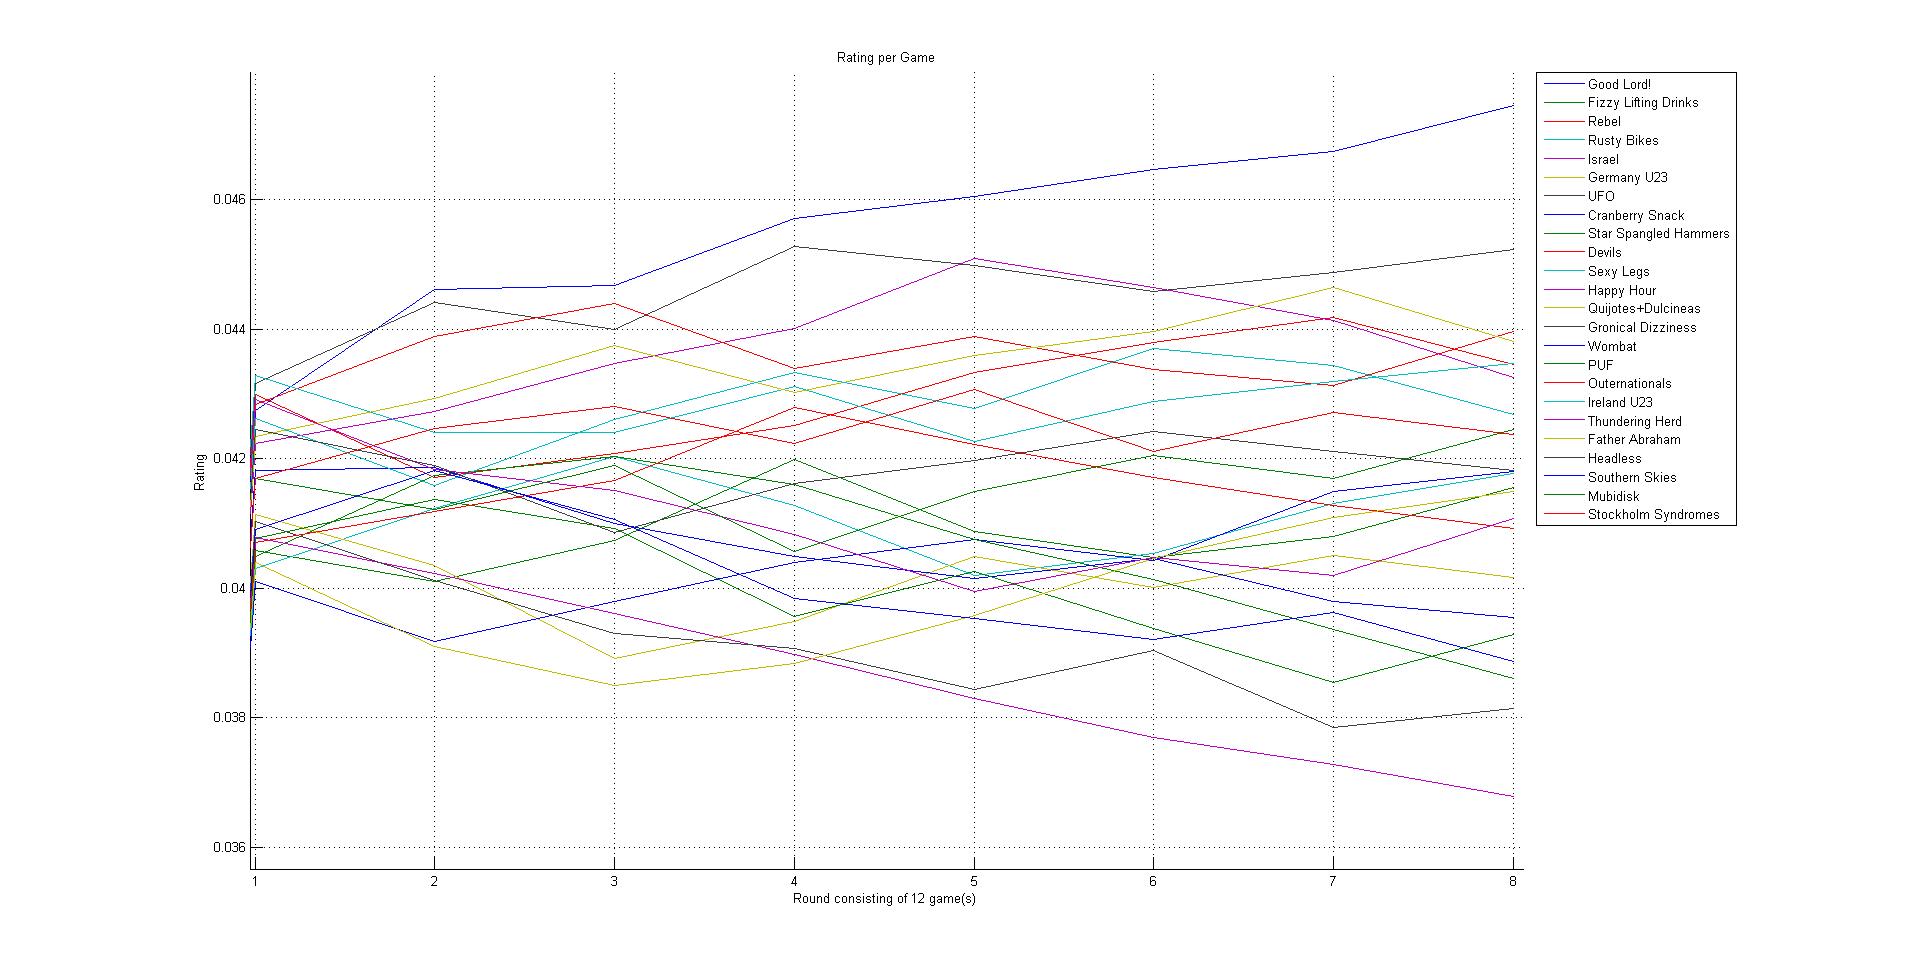 Rating per Game
0.046
0.044
0.042
0.04
0.038
0.036
Rating
1 2 3 4 5 6 7 8
Round consisting of 12 game(s)
Good Lord!
Fizzy Lifting Drinks
Rebel
Rusty Bikes
Israel
Germany U23
UFO
Cranberry Snack
Star Spangled Hammers
Devils
Sexy Legs
Happy Hour
Quijotes+Dulcineas
Gronical Dizziness
Wombat
PUF
Outernationals
Ireland U23
Thundering Herd
Father Abraham
Headless
Southern Skies
Mubidisk
Stockholm Syndromes